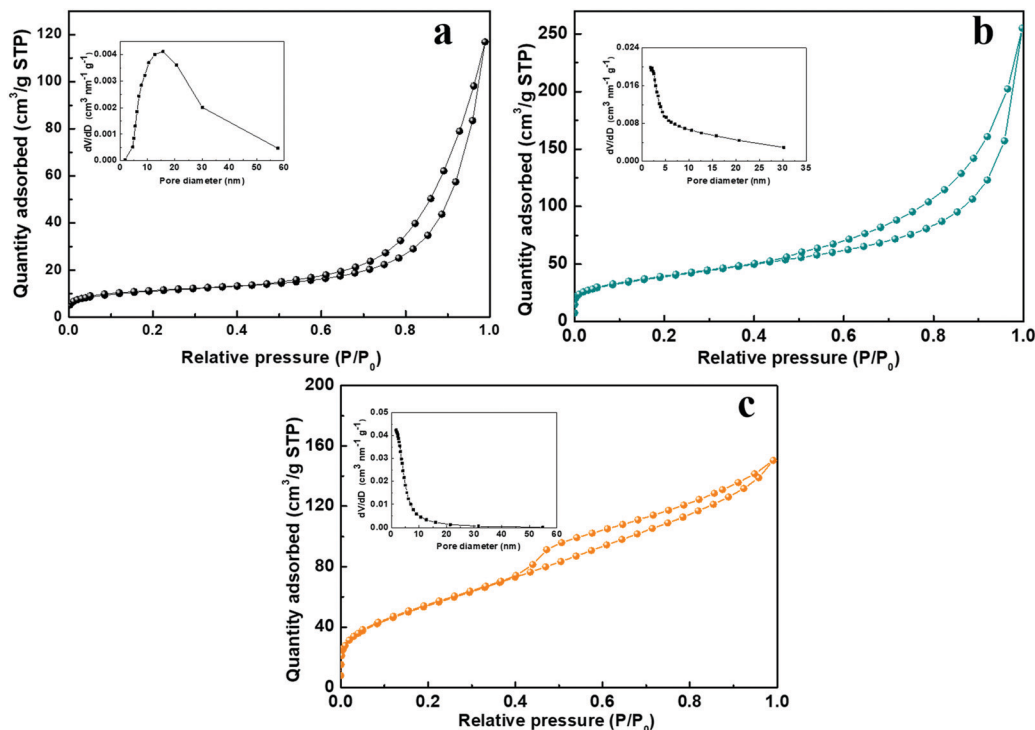 a
Quantity adsorbed (cm³/g STP)
120
100
80
60
40
20
0
0.0 0.2 0.4 0.6 0.8 1.0
Relative pressure (P/P₀)
dV/dD (cm³ nm⁻¹ g⁻¹)
0.004
0.003
0.002
0.001
0.000
0 10 20 30 40 50 60
Pore diameter (nm)
b
Quantity adsorbed (cm³/g STP)
250
200
150
100
50
0
0.0 0.2 0.4 0.6 0.8 1.0
Relative pressure (P/P₀)
dV/dD (cm³ nm⁻¹ g⁻¹)
0.024
0.016
0.008
0.000
0 5 10 15 20 25 30 35
Pore diameter (nm)
c
Quantity adsorbed (cm³/g STP)
200
160
120
80
40
0
0.0 0.2 0.4 0.6 0.8 1.0
Relative pressure (P/P₀)
dV/dD (cm³ nm⁻¹ g⁻¹)
0.05
0.04
0.03
0.02
0.01
0.00
0 10 20 30 40 50 60
Pore diameter (nm)